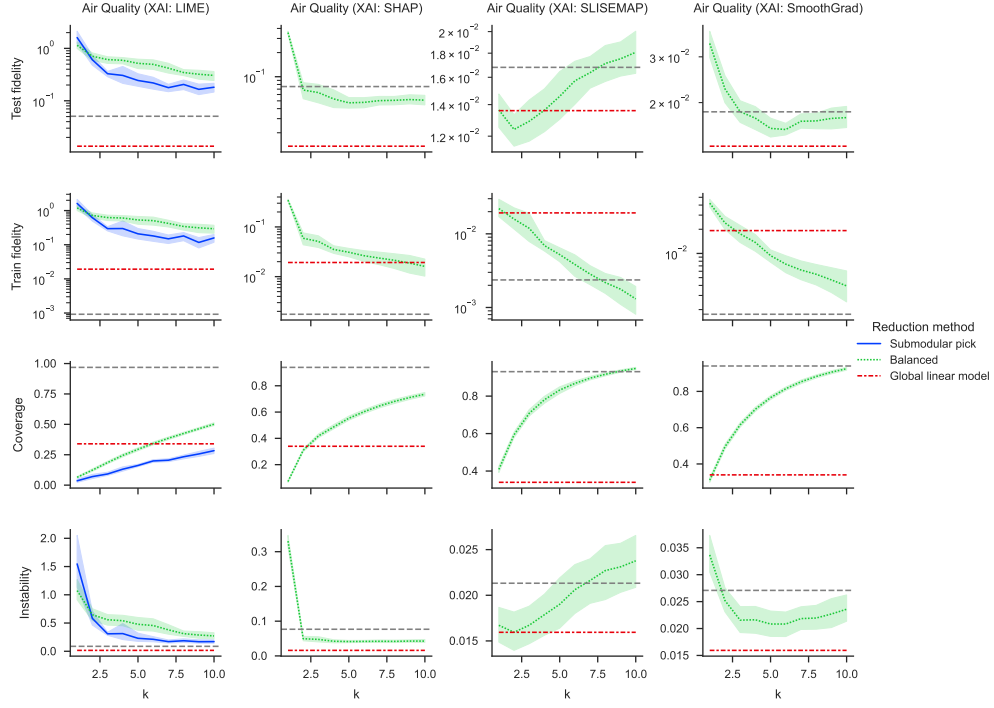 Air Quality (XAI: LIME)
Air Quality (XAI: SHAP)
Air Quality (XAI: SLISEMAP)
Air Quality (XAI: SmoothGrad)
Test fidelity
10⁰
10⁻¹
10⁻¹
2 × 10⁻²
1.8 × 10⁻²
1.6 × 10⁻²
1.4 × 10⁻²
1.2 × 10⁻²
3 × 10⁻²
2 × 10⁻²
Train fidelity
10⁰
10⁻¹
10⁻²
10⁻³
10⁻¹
10⁻²
10⁻²
10⁻³
10⁻²
Reduction method
Submodular pick
Balanced
Global linear model
Coverage
1.00
0.75
0.50
0.25
0.00
0.8
0.6
0.4
0.2
0.8
0.6
0.4
0.8
0.6
0.4
Instability
2.0
1.5
1.0
0.5
0.0
0.3
0.2
0.1
0.0
0.025
0.020
0.015
0.035
0.030
0.025
0.020
0.015
2.5 5.0 7.5 10.0
2.5 5.0 7.5 10.0
2.5 5.0 7.5 10.0
2.5 5.0 7.5 10.0
k
k
k
k